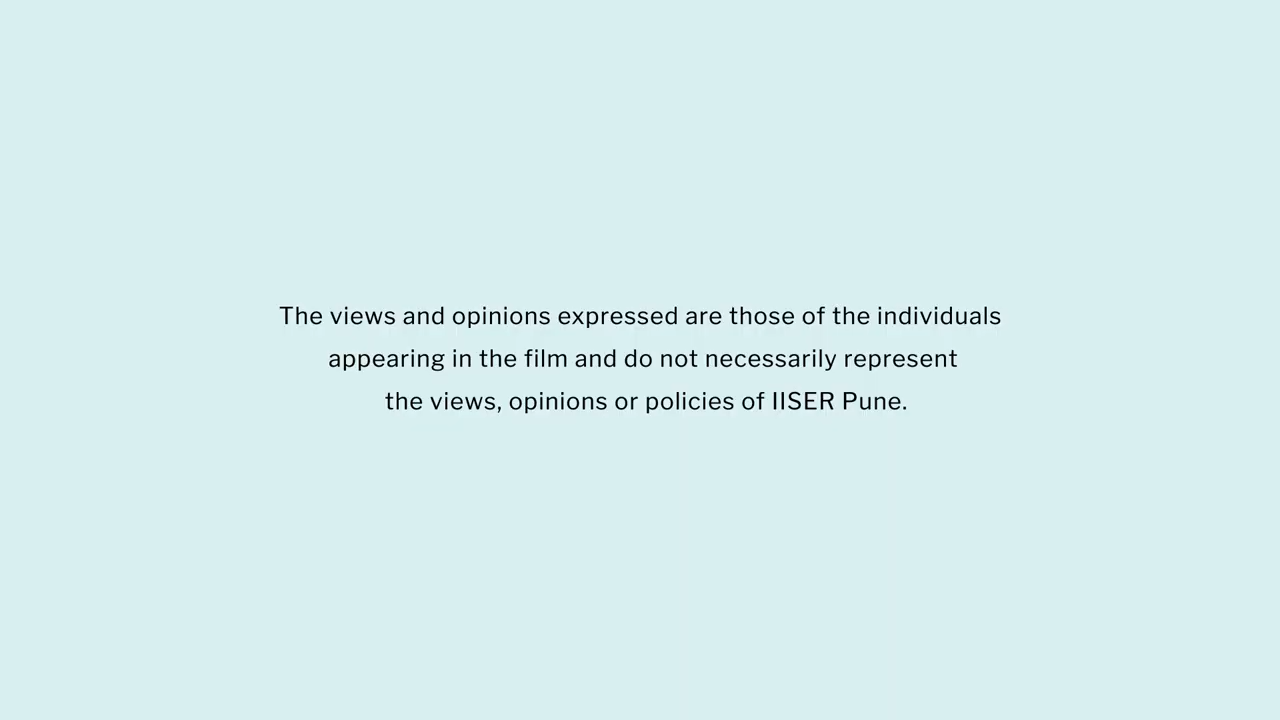 The views and opinions expressed are those of the individuals
appearing in the film and do not necessarily represent
the views, opinions or policies of IISER Pune.